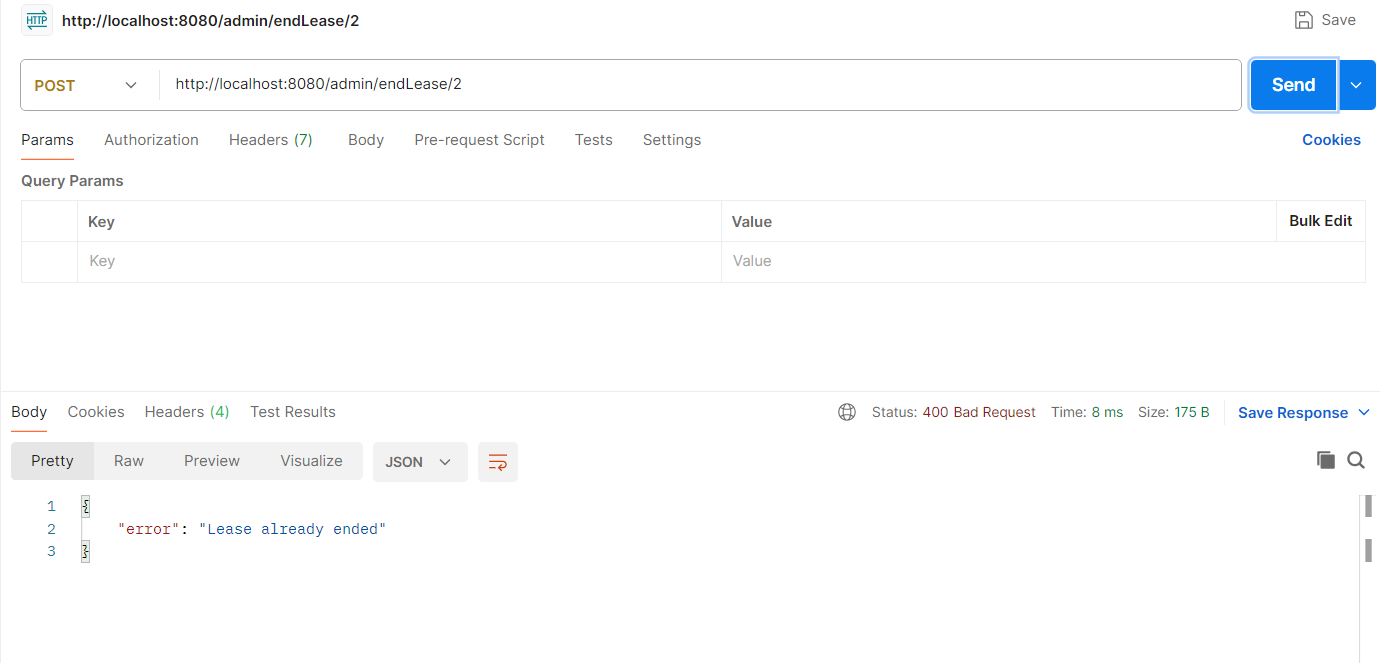 HTTP http://localhost:8080/admin/endLease/2 Save
POST http://localhost:8080/admin/endLease/2 Send
Params Authorization Headers (7) Body Pre-request Script Tests Settings Cookies
Query Params
Key Value Bulk Edit
Key Value
Body Cookies Headers (4) Test Results Status: 400 Bad Request Time: 8 ms Size: 175 B Save Response
Pretty Raw Preview Visualize JSON
1 {
2 "error": "Lease already ended"
3 }